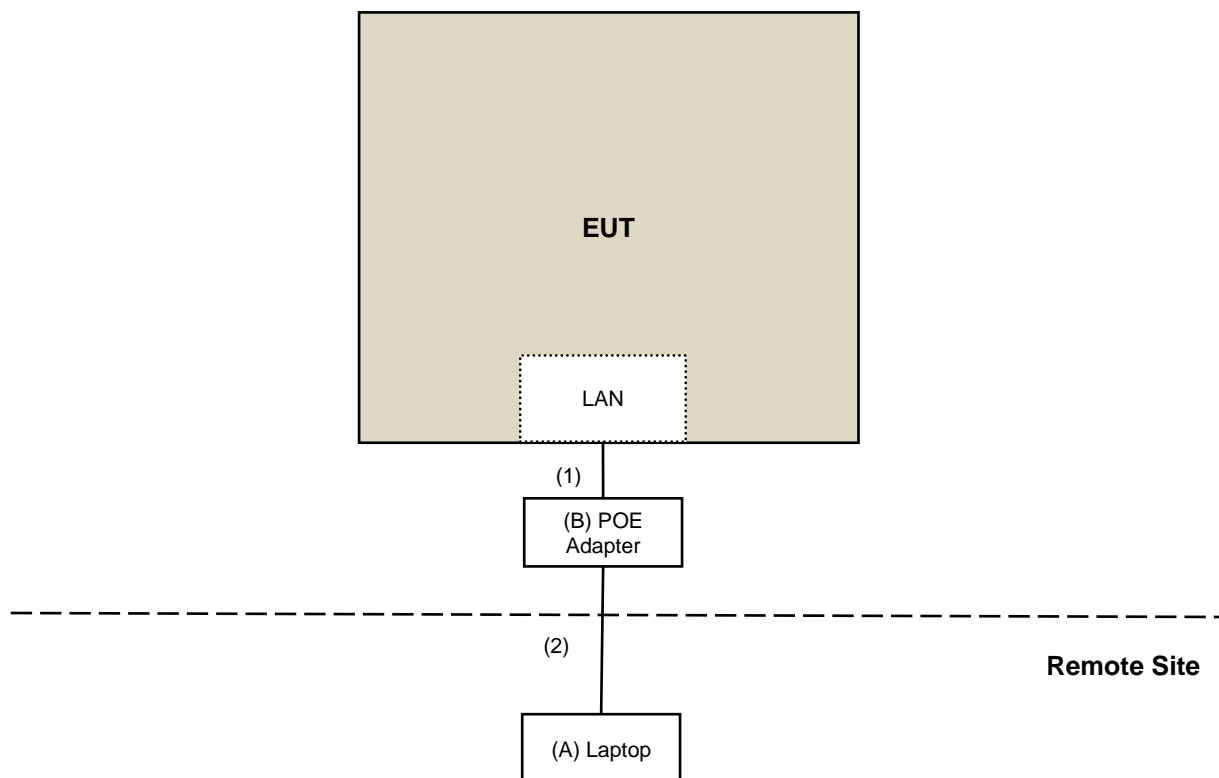 EUT
LAN
(1)
(B) POE
Adapter
(2)
Remote Site
(A) Laptop